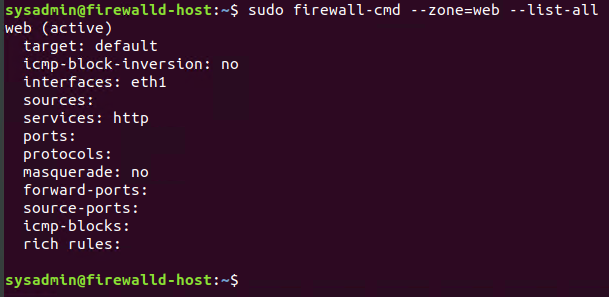 sysadmin@firewalld-host:~$ sudo firewall-cmd --zone=web --list-all
web (active)
  target: default
  icmp-block-inversion: no
  interfaces: eth1
  sources:
  services: http
  ports:
  protocols:
  masquerade: no
  forward-ports:
  source-ports:
  icmp-blocks:
  rich rules:
sysadmin@firewalld-host:~$